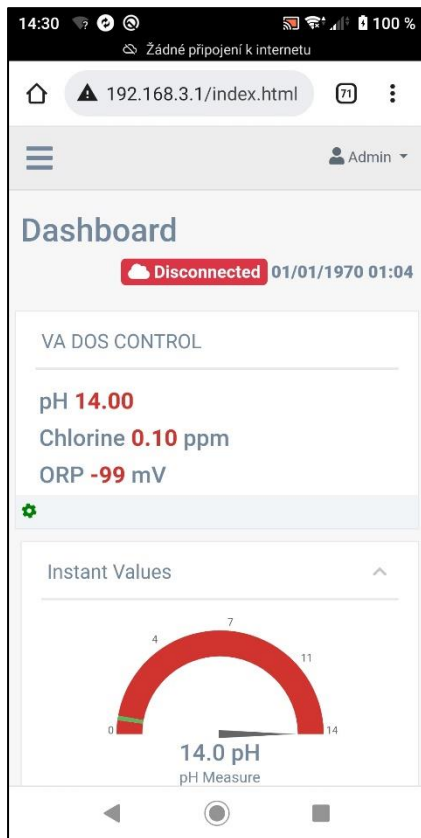 14:30 100 %
Žádné připojení k internetu
192.168.3.1/index.html 71
Admin
Dashboard
Disconnected 01/01/1970 01:04
VA DOS CONTROL
pH 14.00
Chlorine 0.10 ppm
ORP -99 mV
Instant Values
7
4
11
0
14
14.0 pH
pH Measure